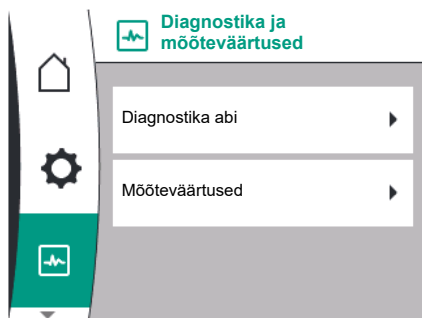 Diagnostika ja
mõõteväärtused
Diagnostika abi
Mõõteväärtused